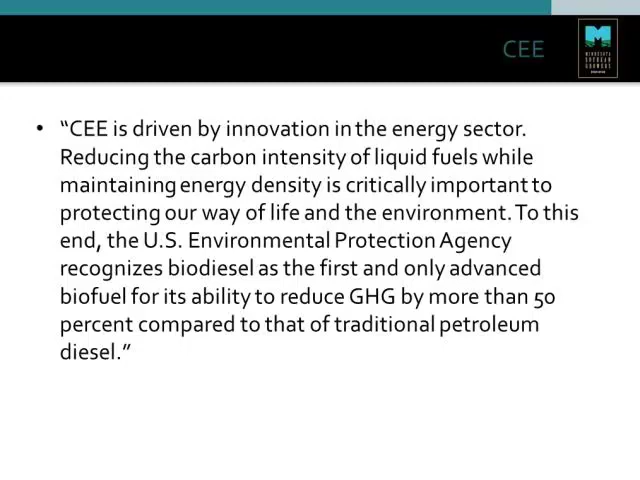 CEE
MINNESOTA
SOYBEAN
GROWERS
• “CEE is driven by innovation in the energy sector.
Reducing the carbon intensity of liquid fuels while
maintaining energy density is critically important to
protecting our way of life and the environment. To this
end, the U.S. Environmental Protection Agency
recognizes biodiesel as the first and only advanced
biofuel for its ability to reduce GHG by more than 50
percent compared to that of traditional petroleum
diesel.”